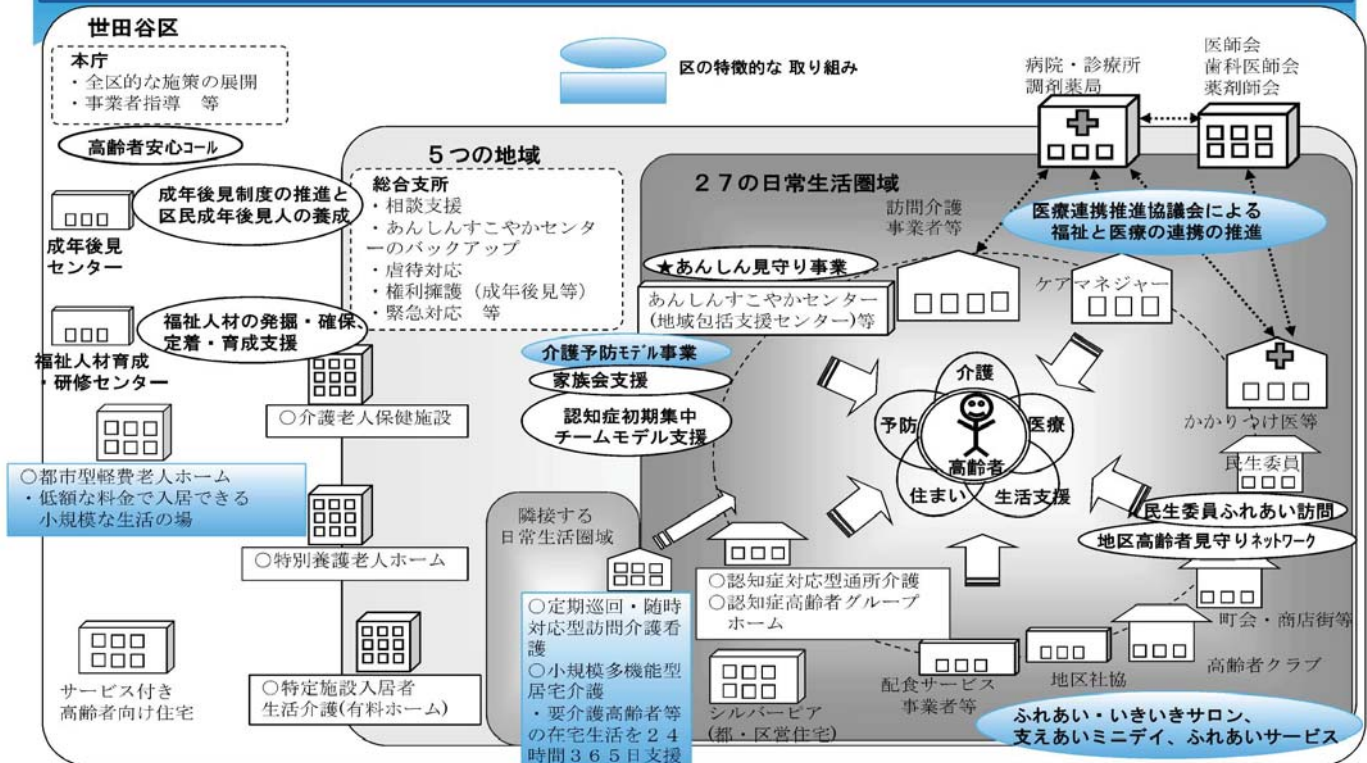 世田谷区
本庁
・全区的な施策の展開
・事業者指導 等
区の特徴的な 取り組み
病院・診療所
調剤薬局
医師会
歯科医師会
薬剤師会
高齢者安心コール
成年後見制度の推進と
区民成年後見人の養成
成年後見
センター
福祉人材の発掘・確保、
定着・育成支援
福祉人材育成
・研修センター
5つの地域
総合支所
・相談支援
・あんしんすこやかセンタ
ーのバックアップ
・虐待対応
・権利擁護(成年後見等)
・緊急対応 等
27の日常生活圏域
訪問介護
事業者等
医療連携推進協議会による
福祉と医療の連携の推進
★あんしん見守り事業
あんしんすこやかセンター
(地域包括支援センター)等
ケアマネジャー
介護予防モデル事業
家族会支援
認知症初期集中
チームモデル支援
介護
予防
医療
高齢者
住まい
生活支援
かかりつけ医等
民生委員
民生委員ふれあい訪問
地区高齢者見守りネットワーク
町会・商店街等
○介護老人保健施設
○都市型軽費老人ホーム
・低額な料金で入居できる
小規模な生活の場
○特別養護老人ホーム
隣接する
日常生活圏域
○定期巡回・随時
対応型訪問介護看
護
○小規模多機能型
居宅介護
・要介護高齢者等
の在宅生活を24
時間365日支援
○認知症対応型通所介護
○認知症高齢者グループ
ホーム
サービス付き
高齢者向け住宅
○特定施設入居者
生活介護(有料ホーム)
シルバーピア
(都・区営住宅)
配食サービス
事業者等
地区社協
高齢者クラブ
ふれあい・いきいきサロン、
支えあいミニデイ、ふれあいサービス